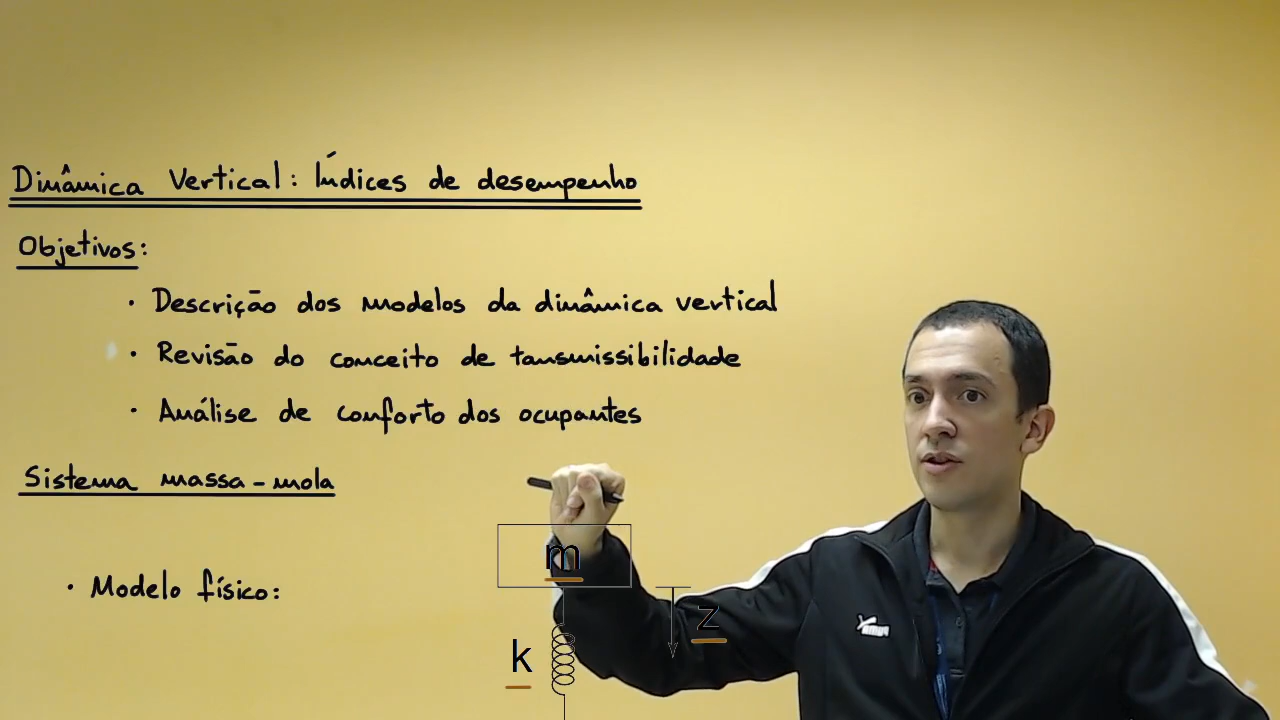 Dinâmica Vertical: Índices de desempenho
Objetivos:
• Descrição dos modelos da dinâmica vertical
• Revisão do conceito de tansmissibilidade
• Análise de conforto dos ocupantes
Sistema massa-mola
m
• Modelo físico:
z
k